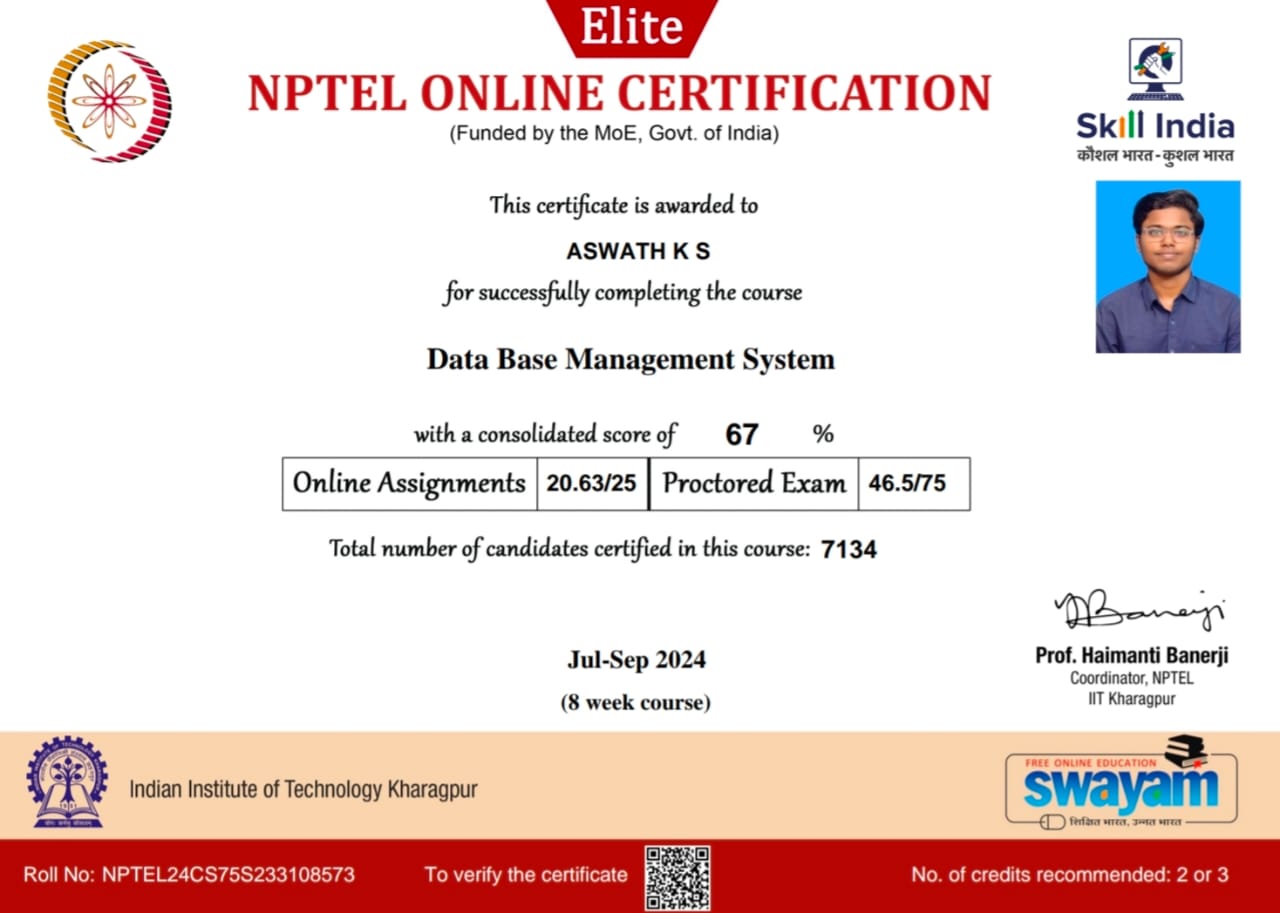 Elite
NPTEL ONLINE CERTIFICATION
(Funded by the MoE, Govt. of India)
Skill India
कौशल भारत - कुशल भारत
This certificate is awarded to
ASWATH K S
for successfully completing the course
Data Base Management System
with a consolidated score of 67 %
Online Assignments 20.63/25 Proctored Exam 46.5/75
Total number of candidates certified in this course: 7134
Jul-Sep 2024
(8 week course)
Prof. Haimanti Banerji
Coordinator, NPTEL
IIT Kharagpur
Indian Institute of Technology Kharagpur
FREE ONLINE EDUCATION
swayam
शिक्षित भारत, उन्नत भारत
Roll No: NPTEL24CS75S233108573
To verify the certificate
No. of credits recommended: 2 or 3